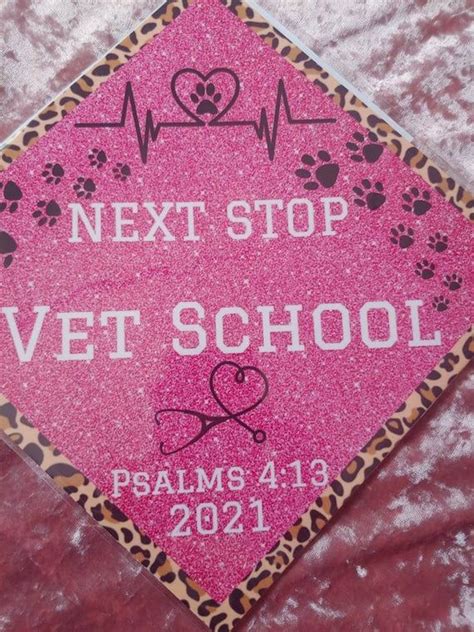 NEXT STOP
VET SCHOOL
PSALMS 4:13
2021